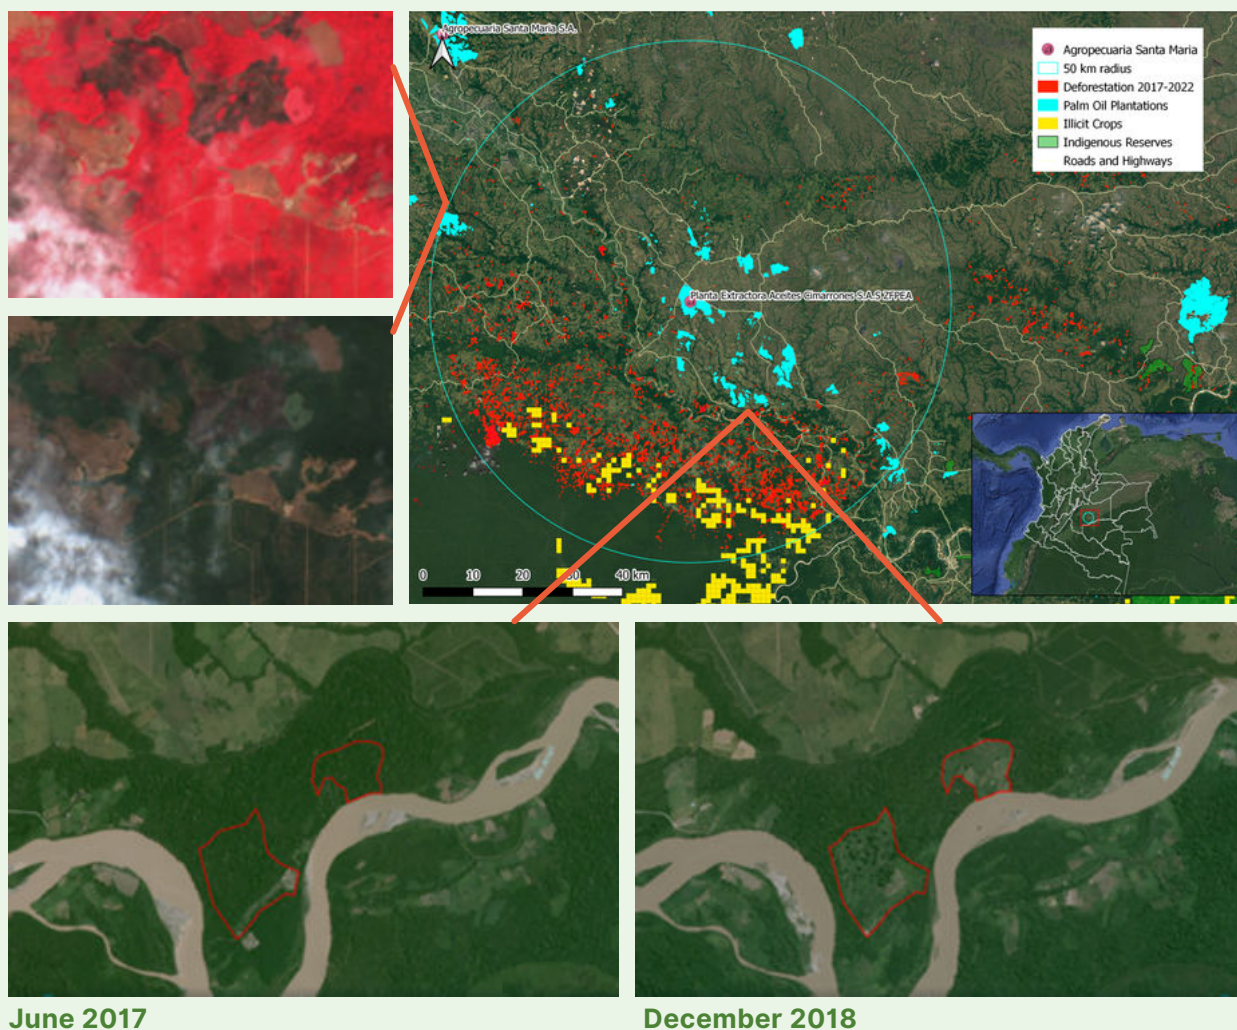 Agropecuaria Santa Maria S.A.
Agropecuaria Santa Maria
50 km radius
Deforestation 2017-2022
Palm Oil Plantations
Illicit Crops
Indigenous Reserves
Roads and Highways
Planta Extractora Aceites Cimarrones S.A.S ZFPEA
0 10 20 30 40 km
June 2017
December 2018